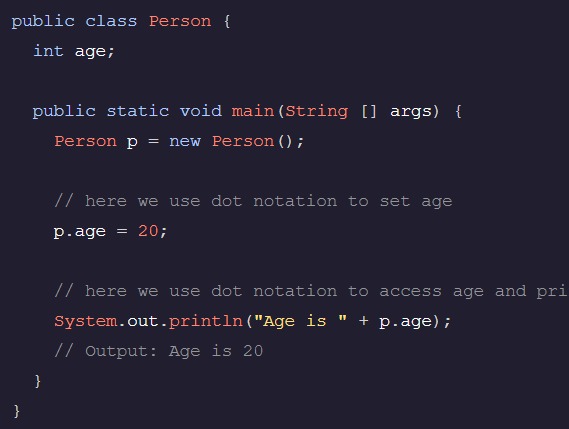 public class Person {
  int age;

  public static void main(String [] args) {
    Person p = new Person();

    // here we use dot notation to set age
    p.age = 20;

    // here we use dot notation to access age and pri
    System.out.println("Age is " + p.age);
    // Output: Age is 20
  }
}